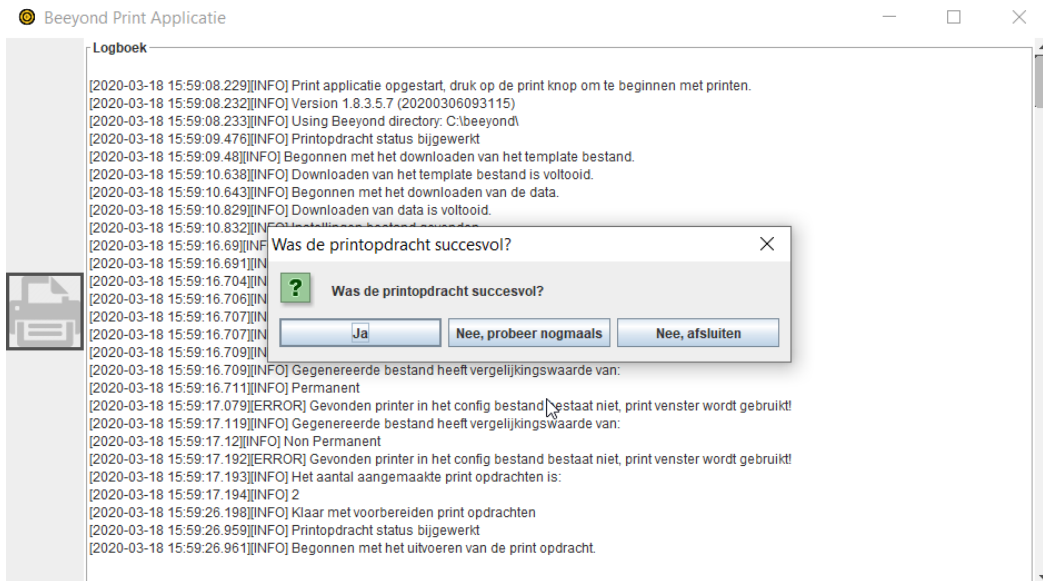 Beeyond Print Applicatie
Logboek
[2020-03-18 15:59:08.229][INFO] Print applicatie opgestart, druk op de print knop om te beginnen met printen.
[2020-03-18 15:59:08.232][INFO] Version 1.8.3.5.7 (20200306093115)
[2020-03-18 15:59:08.233][INFO] Using Beeyond directory: C:\beeyond\
[2020-03-18 15:59:09.476][INFO] Printopdracht status bijgewerkt
[2020-03-18 15:59:09.48][INFO] Begonnen met het downloaden van het template bestand.
[2020-03-18 15:59:10.638][INFO] Downloaden van het template bestand is voltooid.
[2020-03-18 15:59:10.643][INFO] Begonnen met het downloaden van de data.
[2020-03-18 15:59:10.829][INFO] Downloaden van data is voltooid.
[2020-03-18 15:59:10.832][INFO]
[2020-03-18 15:59:16.69][INF
[2020-03-18 15:59:16.691][IN
[2020-03-18 15:59:16.704][IN
[2020-03-18 15:59:16.706][IN
[2020-03-18 15:59:16.707][IN
[2020-03-18 15:59:16.707][IN
[2020-03-18 15:59:16.709][IN
Was de printopdracht succesvol?
Was de printopdracht succesvol?
Ja
Nee, probeer nogmaals
Nee, afsluiten
[2020-03-18 15:59:16.709][INFO] Gegenereerde bestand heeft vergelijkingswaarde van:
[2020-03-18 15:59:16.711][INFO] Permanent
[2020-03-18 15:59:17.079][ERROR] Gevonden printer in het config bestand bestaat niet, print venster wordt gebruikt!
[2020-03-18 15:59:17.119][INFO] Gegenereerde bestand heeft vergelijkingswaarde van:
[2020-03-18 15:59:17.12][INFO] Non Permanent
[2020-03-18 15:59:17.192][ERROR] Gevonden printer in het config bestand bestaat niet, print venster wordt gebruikt!
[2020-03-18 15:59:17.193][INFO] Het aantal aangemaakte print opdrachten is:
[2020-03-18 15:59:17.194][INFO] 2
[2020-03-18 15:59:26.198][INFO] Klaar met voorbereiden print opdrachten
[2020-03-18 15:59:26.959][INFO] Printopdracht status bijgewerkt
[2020-03-18 15:59:26.961][INFO] Begonnen met het uitvoeren van de print opdracht.